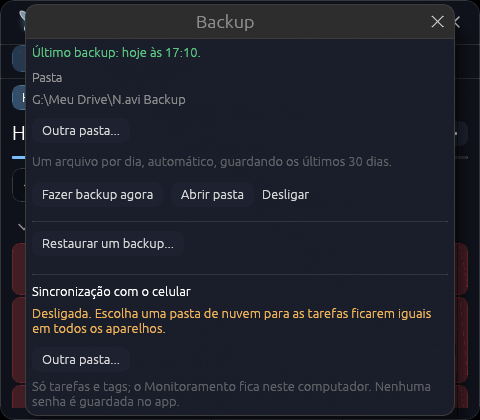 Backup
Último backup: hoje às 17:10.
Pasta
G:\Meu Drive\N.avi Backup
Outra pasta...
Um arquivo por dia, automático, guardando os últimos 30 dias.
Fazer backup agora Abrir pasta Desligar
Restaurar um backup...
Sincronização com o celular
Desligada. Escolha uma pasta de nuvem para as tarefas ficarem iguais
em todos os aparelhos.
Outra pasta...
Só tarefas e tags; o Monitoramento fica neste computador. Nenhuma
senha é guardada no app.